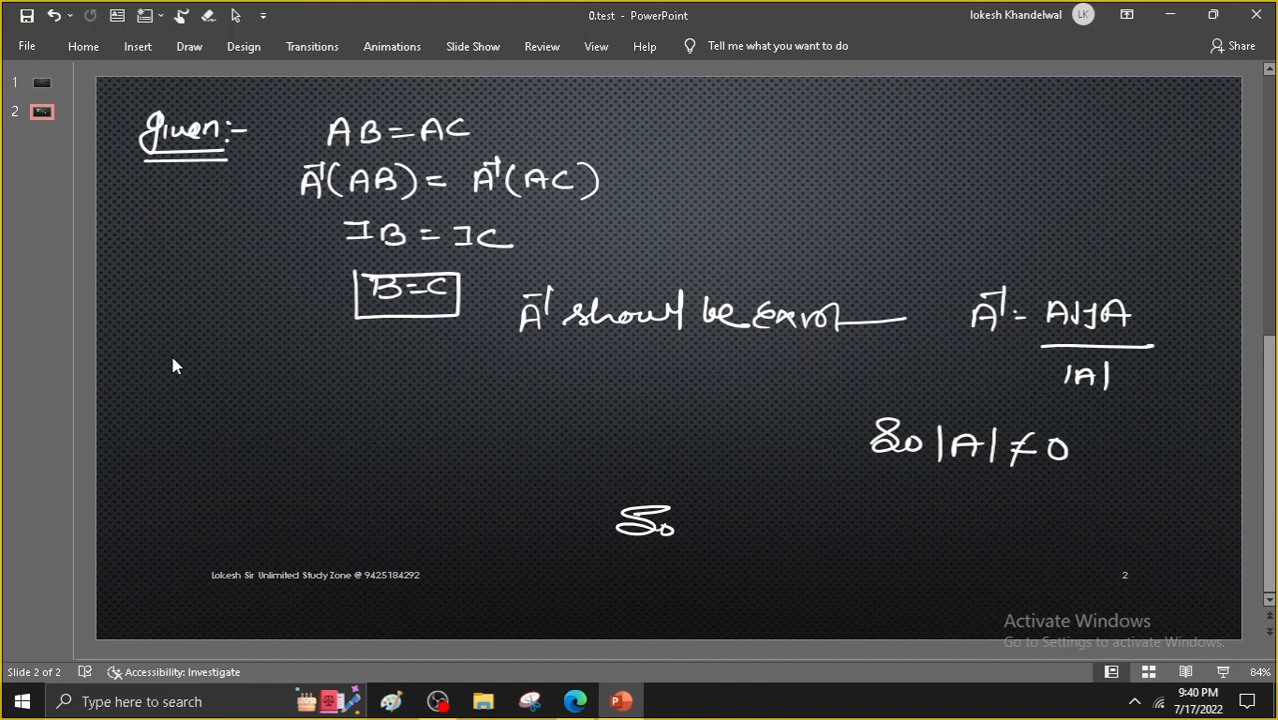 0.test - PowerPoint
lokesh Khandelwal LK
File Home Insert Draw Design Transitions Animations Slide Show Review View Help Tell me what you want to do Share
1
2
Given:-
AB=AC
A⁻¹(AB) = A⁻¹(AC)
IB = IC
B=C
A⁻¹ should be
A⁻¹ = AdjA
|A|
So |A| ≠ 0
So
Lokesh Sir Unlimited Study Zone @ 9425184292
2
Activate Windows
Go to Settings to activate Windows.
Slide 2 of 2 Accessibility: Investigate 84%
Type here to search
9:40 PM
7/17/2022